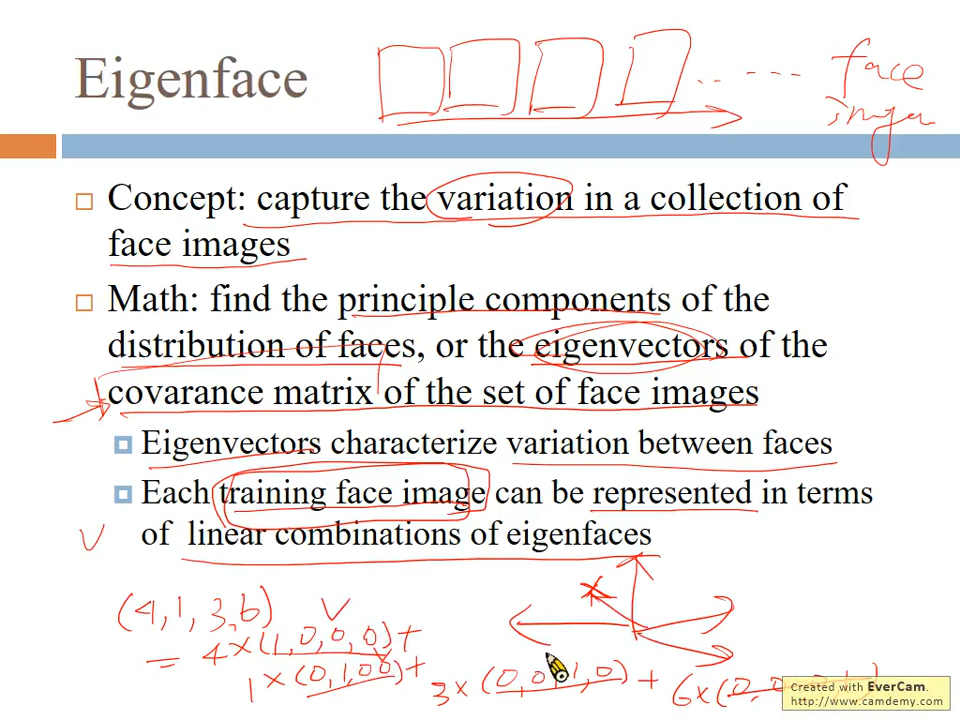 Eigenface
face
images
Concept: capture the variation in a collection of
face images
Math: find the principle components of the
distribution of faces, or the eigenvectors of the
covarance matrix of the set of face images
Eigenvectors characterize variation between faces
Each training face image can be represented in terms
of linear combinations of eigenfaces
(4,1,3,6)
= 4×(1,0,0,0)+
1×(0,1,00)+
3×(0,0,1,0)+
6×(0,
Created with EverCam.
http://www.camdemy.com